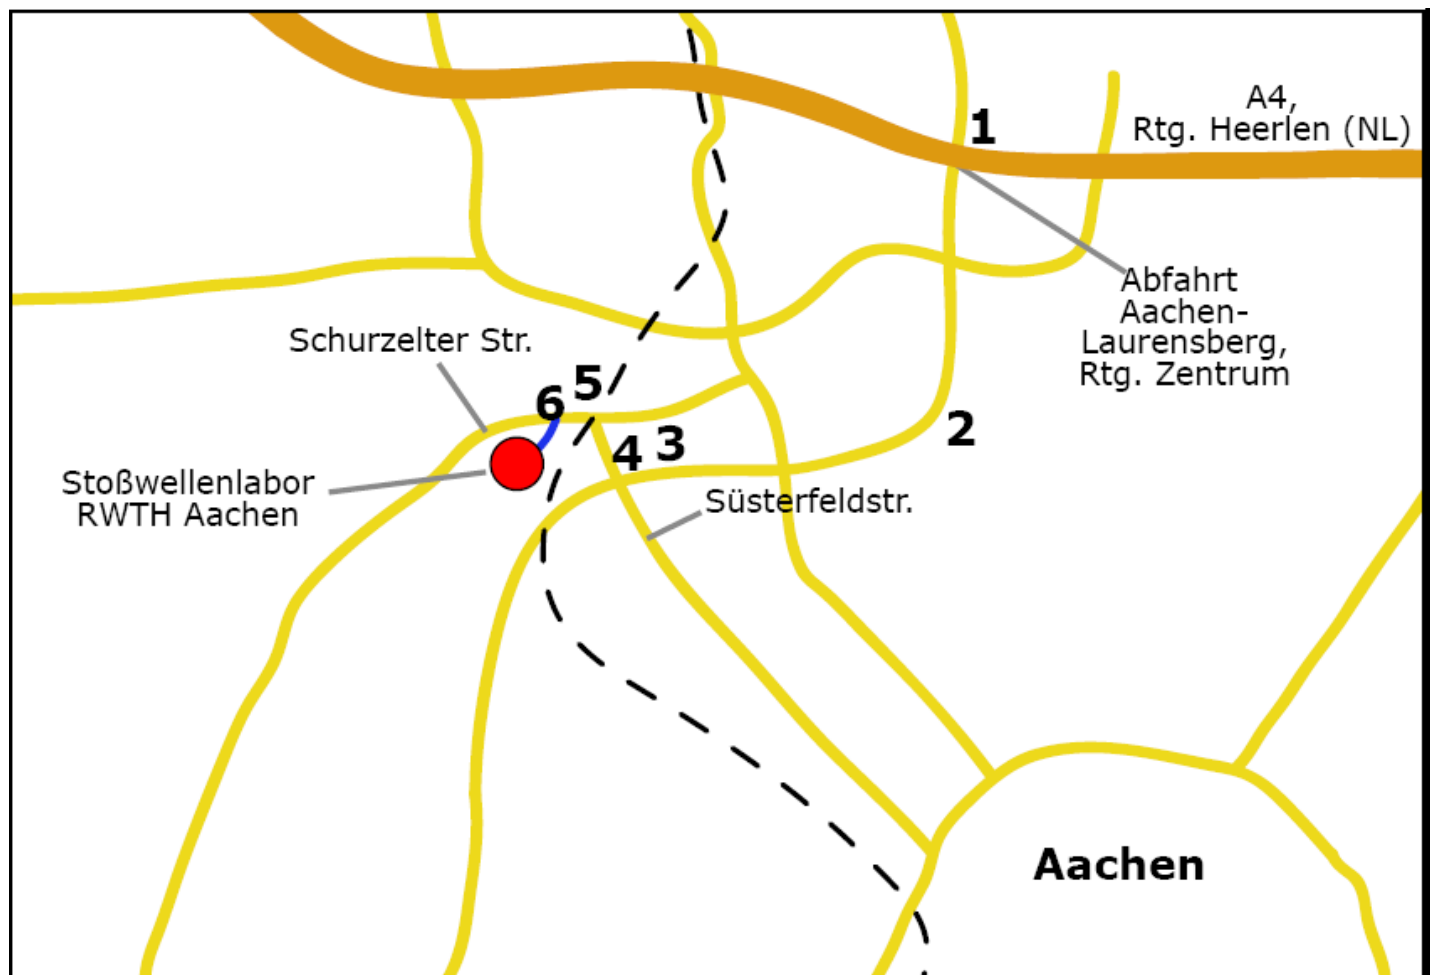 1
A4,
Rtg. Heerlen (NL)
Abfahrt
Aachen-
Laurensberg,
Rtg. Zentrum
Schurzelter Str.
5
6
2
3
4
Stoßwellenlabor
RWTH Aachen
Süsterfeldstr.
Aachen